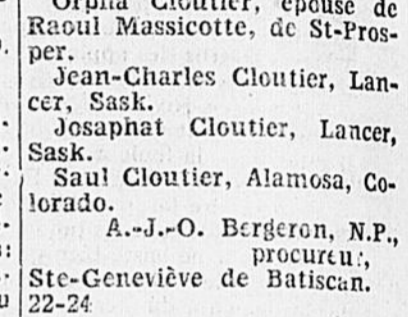 Orpha Cloutier, épouse de
Raoul Massicotte, de St-Pros-
per.
Jean-Charles Cloutier, Lan-
cer, Sask.
Josaphat Cloutier, Lancer,
Sask.
Saul Cloutier, Alamosa, Co-
lorado.
A.-J.-O. Bergeron, N.P.,
procureur,
Ste-Geneviève de Batiscan.
22-24